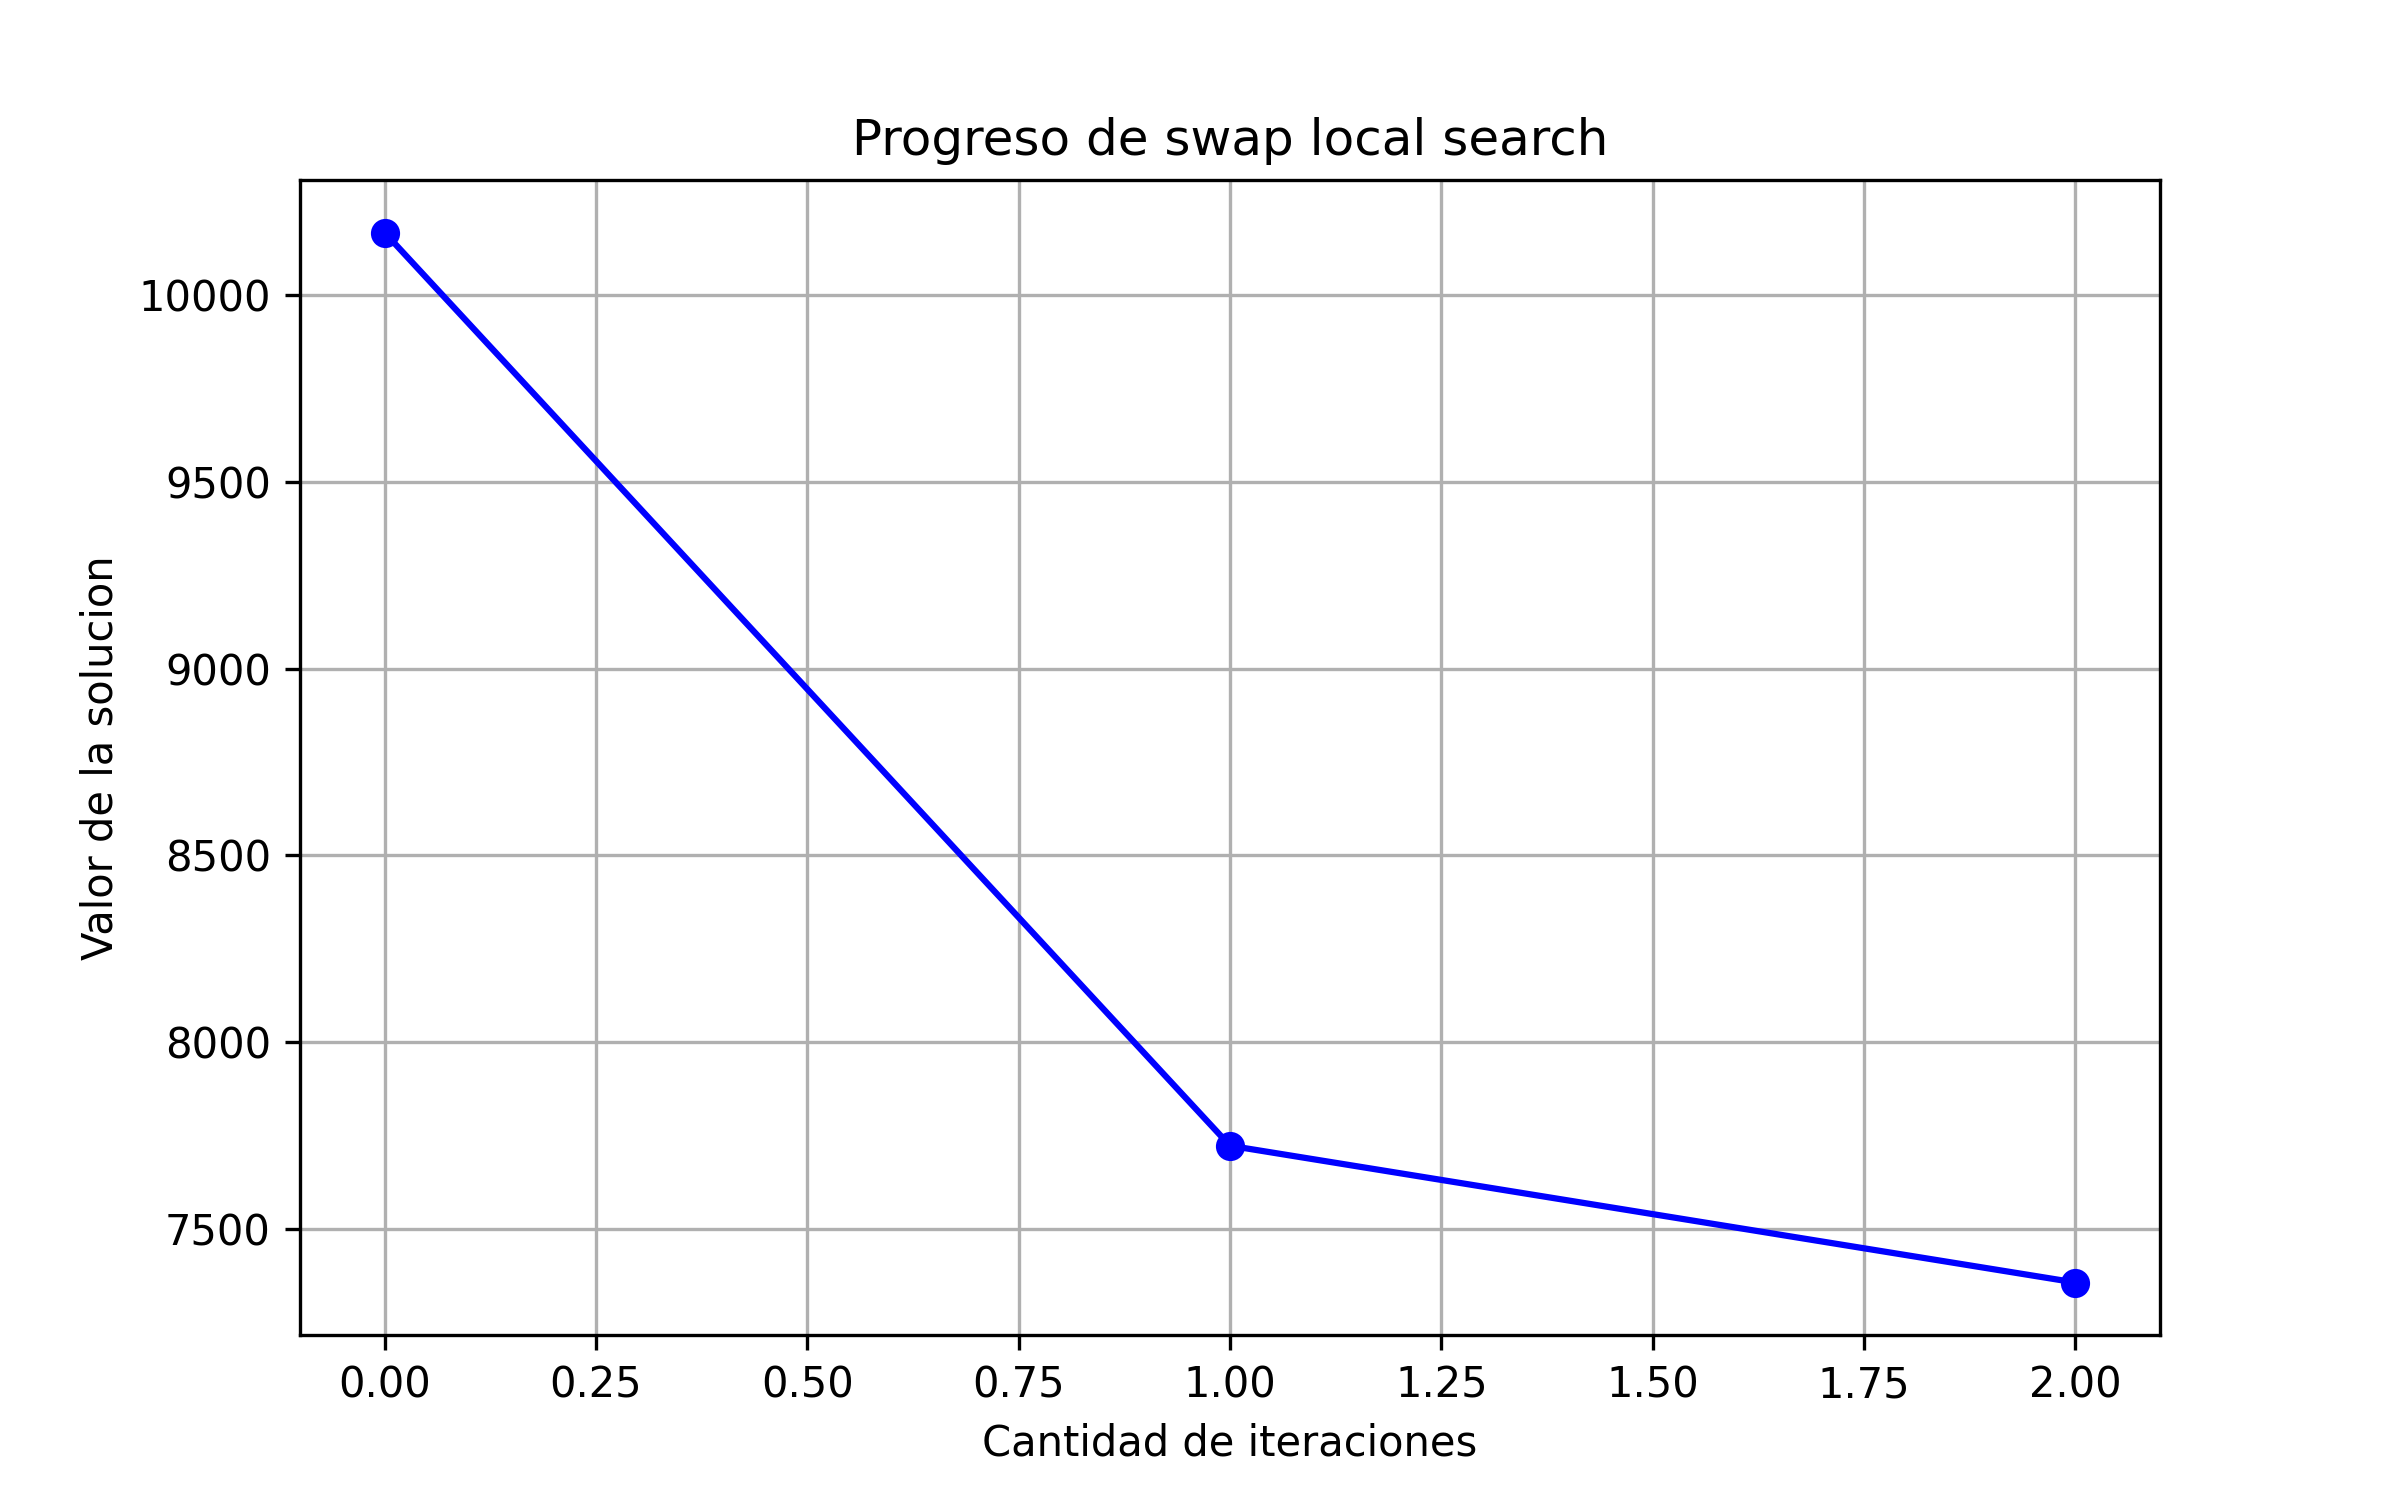 Progreso de swap local search
Valor de la solucion
10000
9500
9000
8500
8000
7500
0.00 0.25 0.50 0.75 1.00 1.25 1.50 1.75 2.00
Cantidad de iteraciones